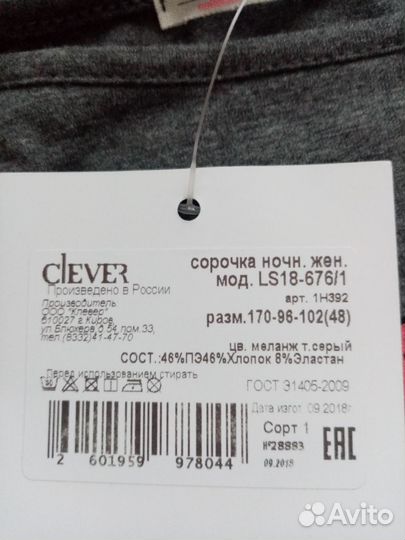 CLEVER
Произведено в России
Производитель
ООО "Клевер"
610027 г Киров,
ул Блюхера д 54 пом.33,
тел.(8332)41-47-70
сорочка ночн. жен.
мод. LS18-676/1
арт. 1Н392
разм.170-96-102(48)
цв. меланж т.серый
СОСТ.:46%ПЭ46%Хлопок 8%Эластан
Перед использованием стирать
ГОСТ 31405-2009
Дата изгот. 09.2018г
Сорт 1
№28883
09.2018
ЕАС
2 601959 978044
Avito